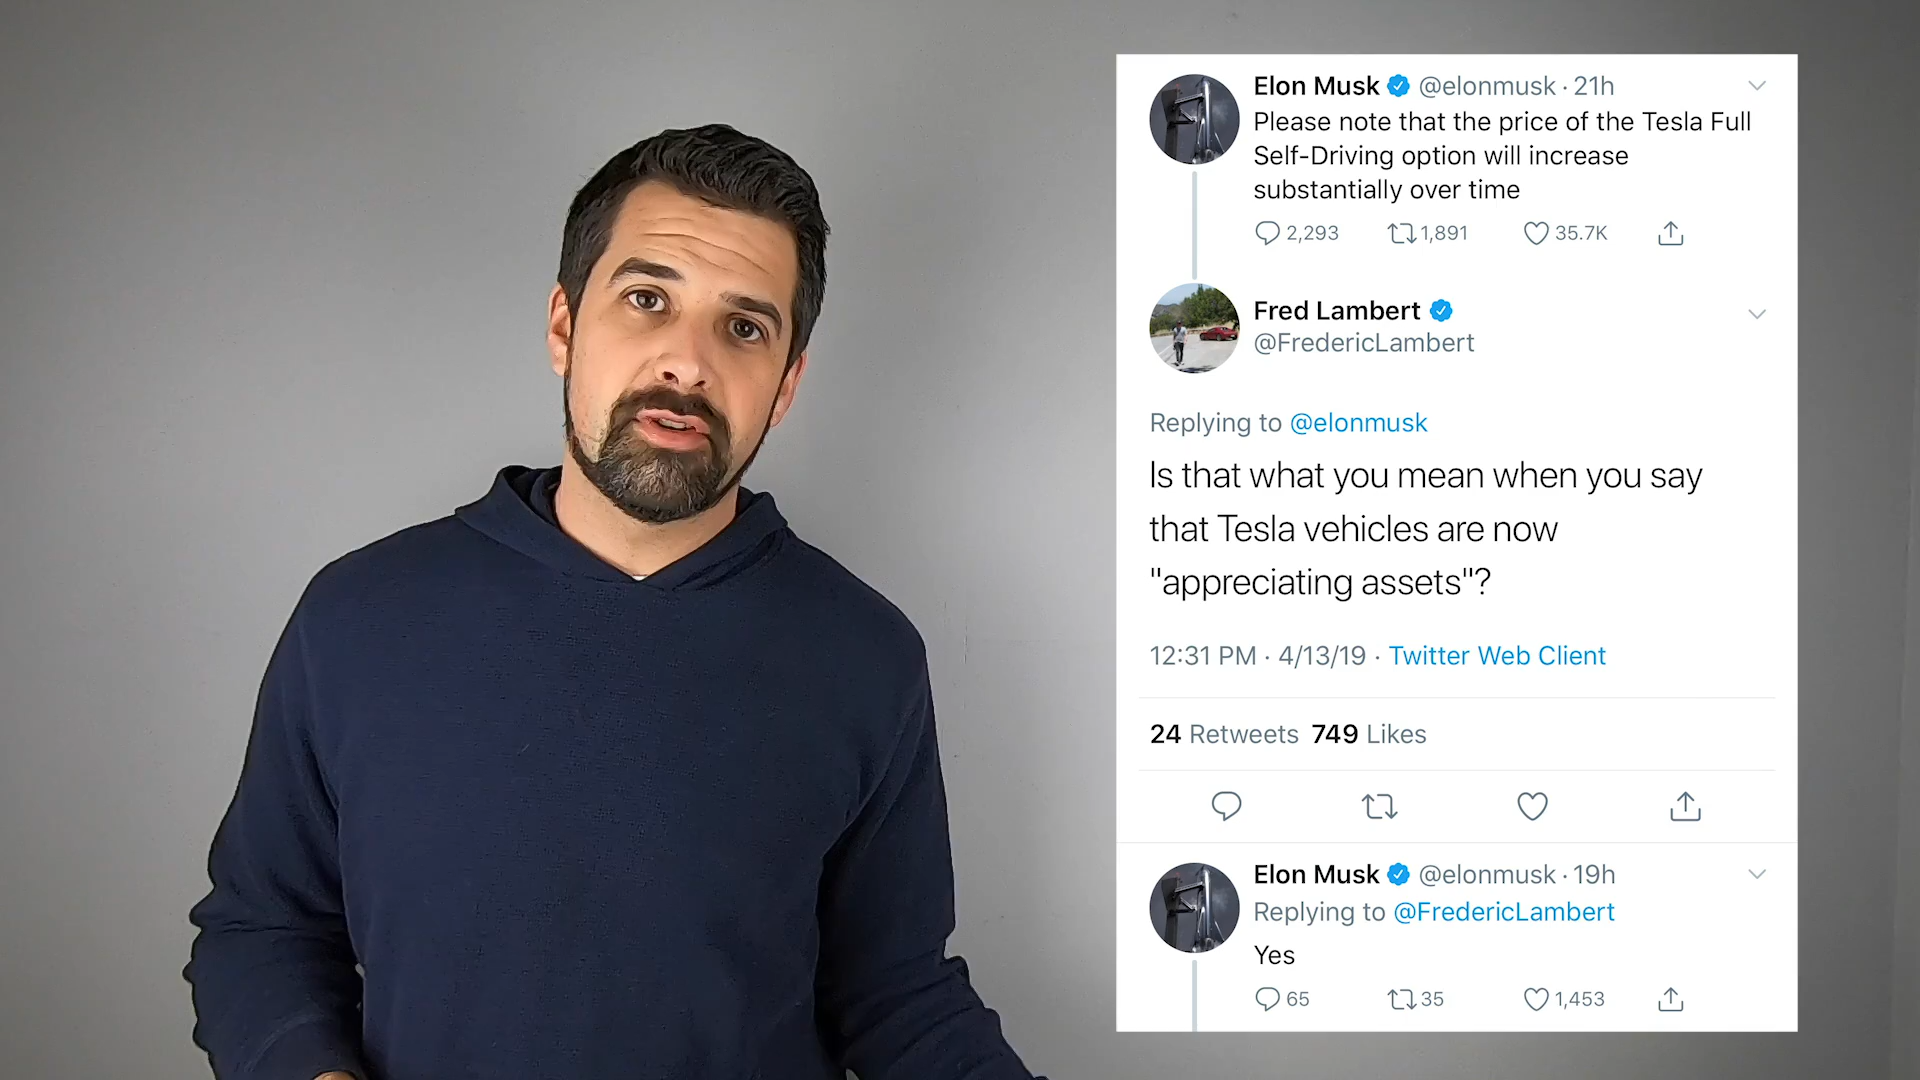 Elon Musk @elonmusk · 21h
Please note that the price of the Tesla Full
Self-Driving option will increase
substantially over time
2,293 1,891 35.7K
Fred Lambert
@FredericLambert
Replying to @elonmusk
Is that what you mean when you say
that Tesla vehicles are now
"appreciating assets"?
12:31 PM · 4/13/19 · Twitter Web Client
24 Retweets 749 Likes
Elon Musk @elonmusk · 19h
Replying to @FredericLambert
Yes
65 35 1,453